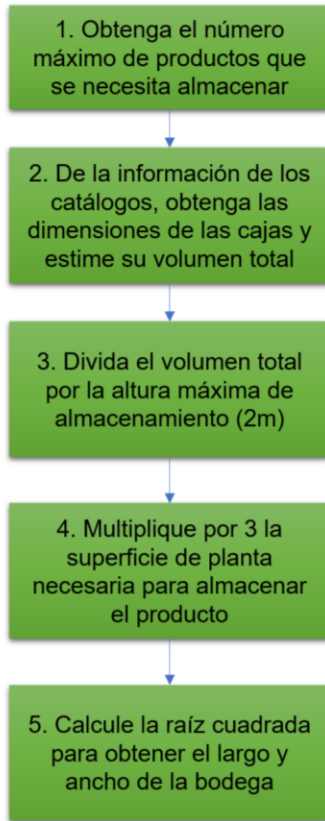 1. Obtenga el número
máximo de productos que
se necesita almacenar
2. De la información de los
catálogos, obtenga las
dimensiones de las cajas y
estime su volumen total
3. Divida el volumen total
por la altura máxima de
almacenamiento (2m)
4. Multiplique por 3 la
superficie de planta
necesaria para almacenar
el producto
5. Calcule la raíz cuadrada
para obtener el largo y
ancho de la bodega